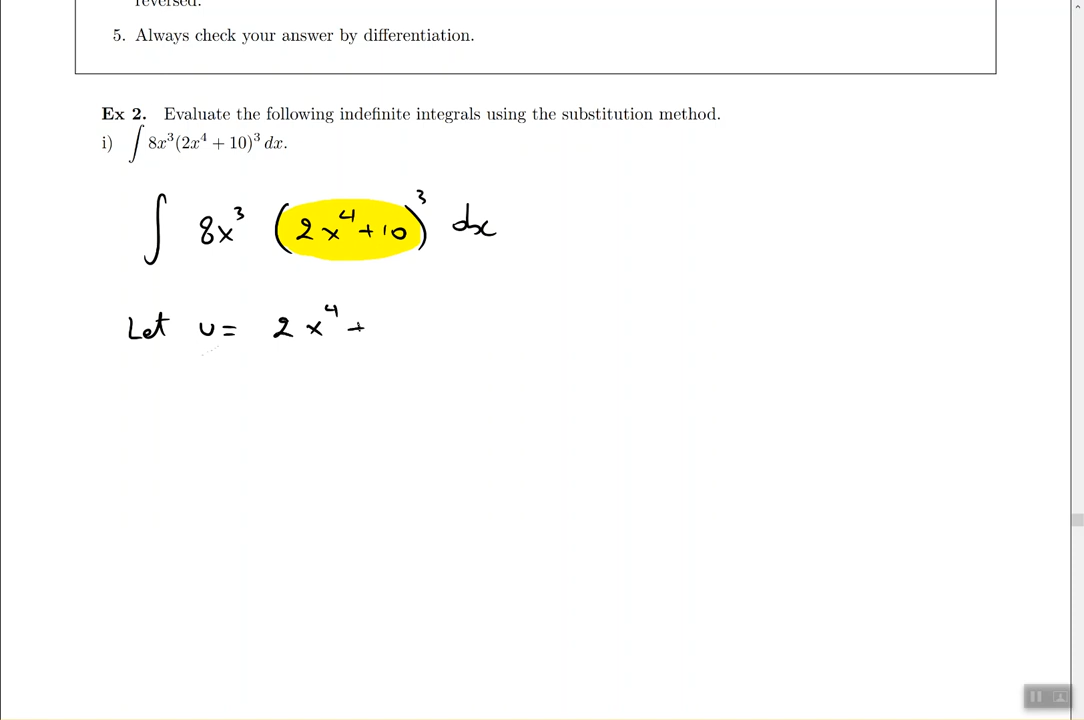 reversed.
5. Always check your answer by differentiation.
Ex 2. Evaluate the following indefinite integrals using the substitution method.
i) ∫ 8x³(2x⁴ + 10)³ dx.
∫ 8x³ (2x⁴+10)³ dx
Let u = 2x⁴ +